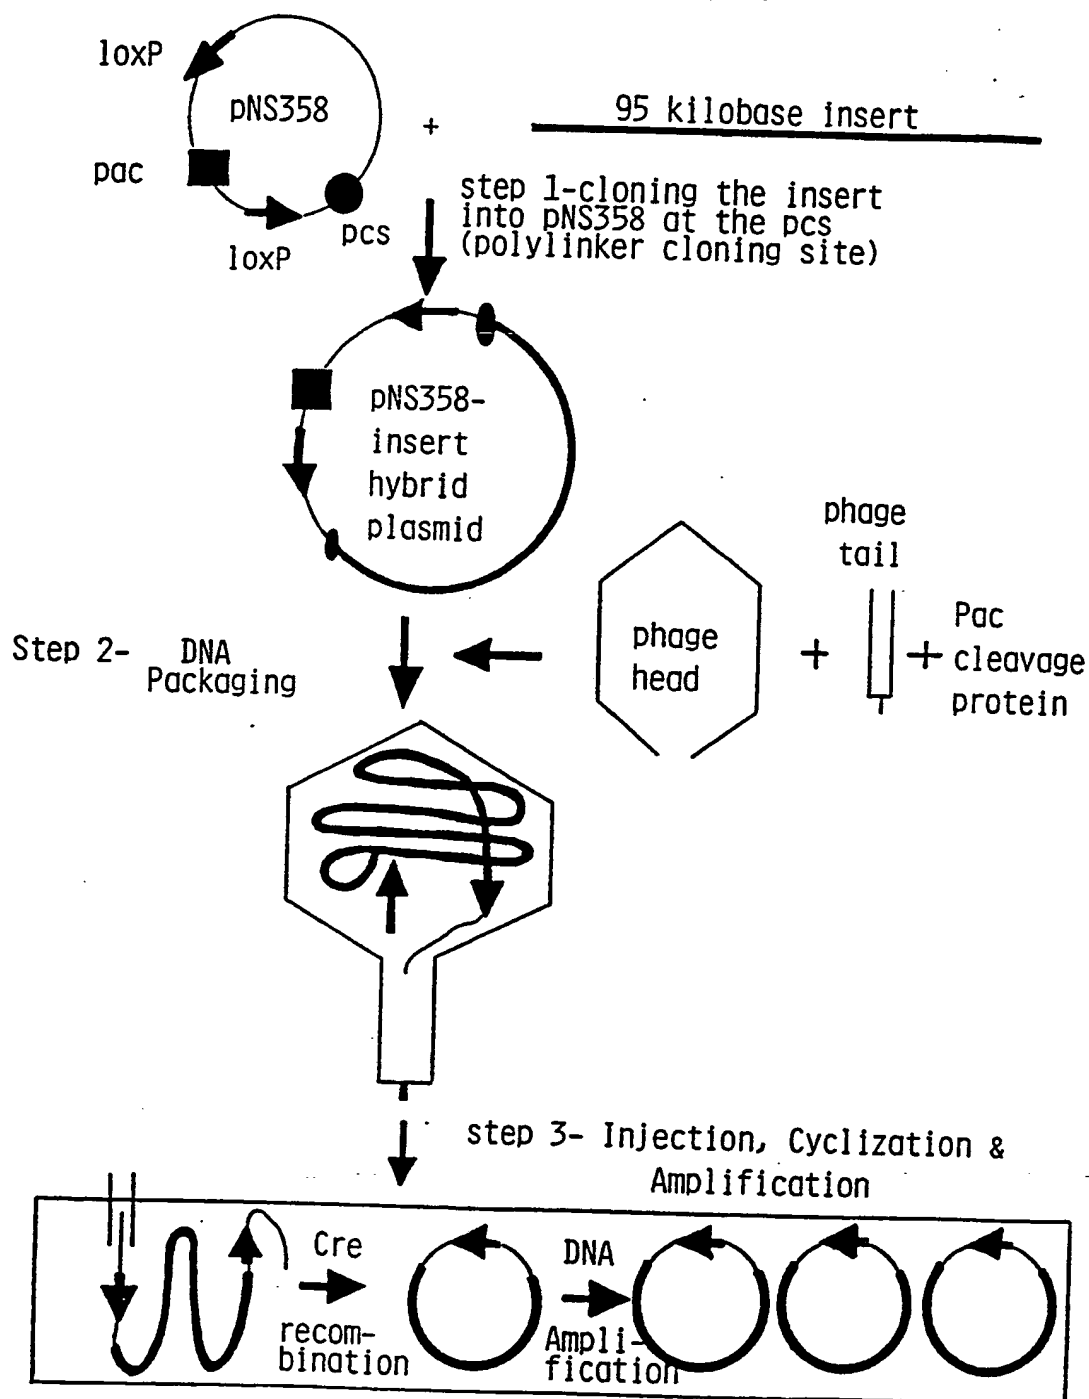 loxP
pNS358
+
95 kilobase insert
pac
loxP
pcs
step 1-cloning the insert
into pNS358 at the pcs
(polylinker cloning site)
pNS358-
insert
hybrid
plasmid
phage
tail
Step 2- DNA
Packaging
phage
head
+
+
Pac
cleavage
protein
step 3- Injection, Cyclization &
Amplification
Cre
recom-
bination
DNA
Ampli-
fication